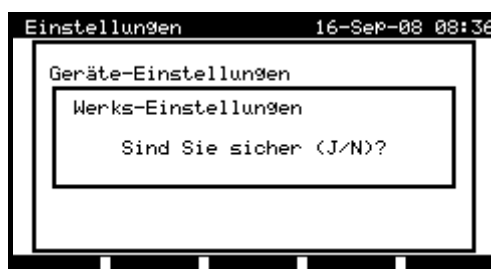 Einstellungen 16-Sep-08 08:36
Geräte-Einstellungen
Werks-Einstellungen
Sind Sie sicher (J/N)?